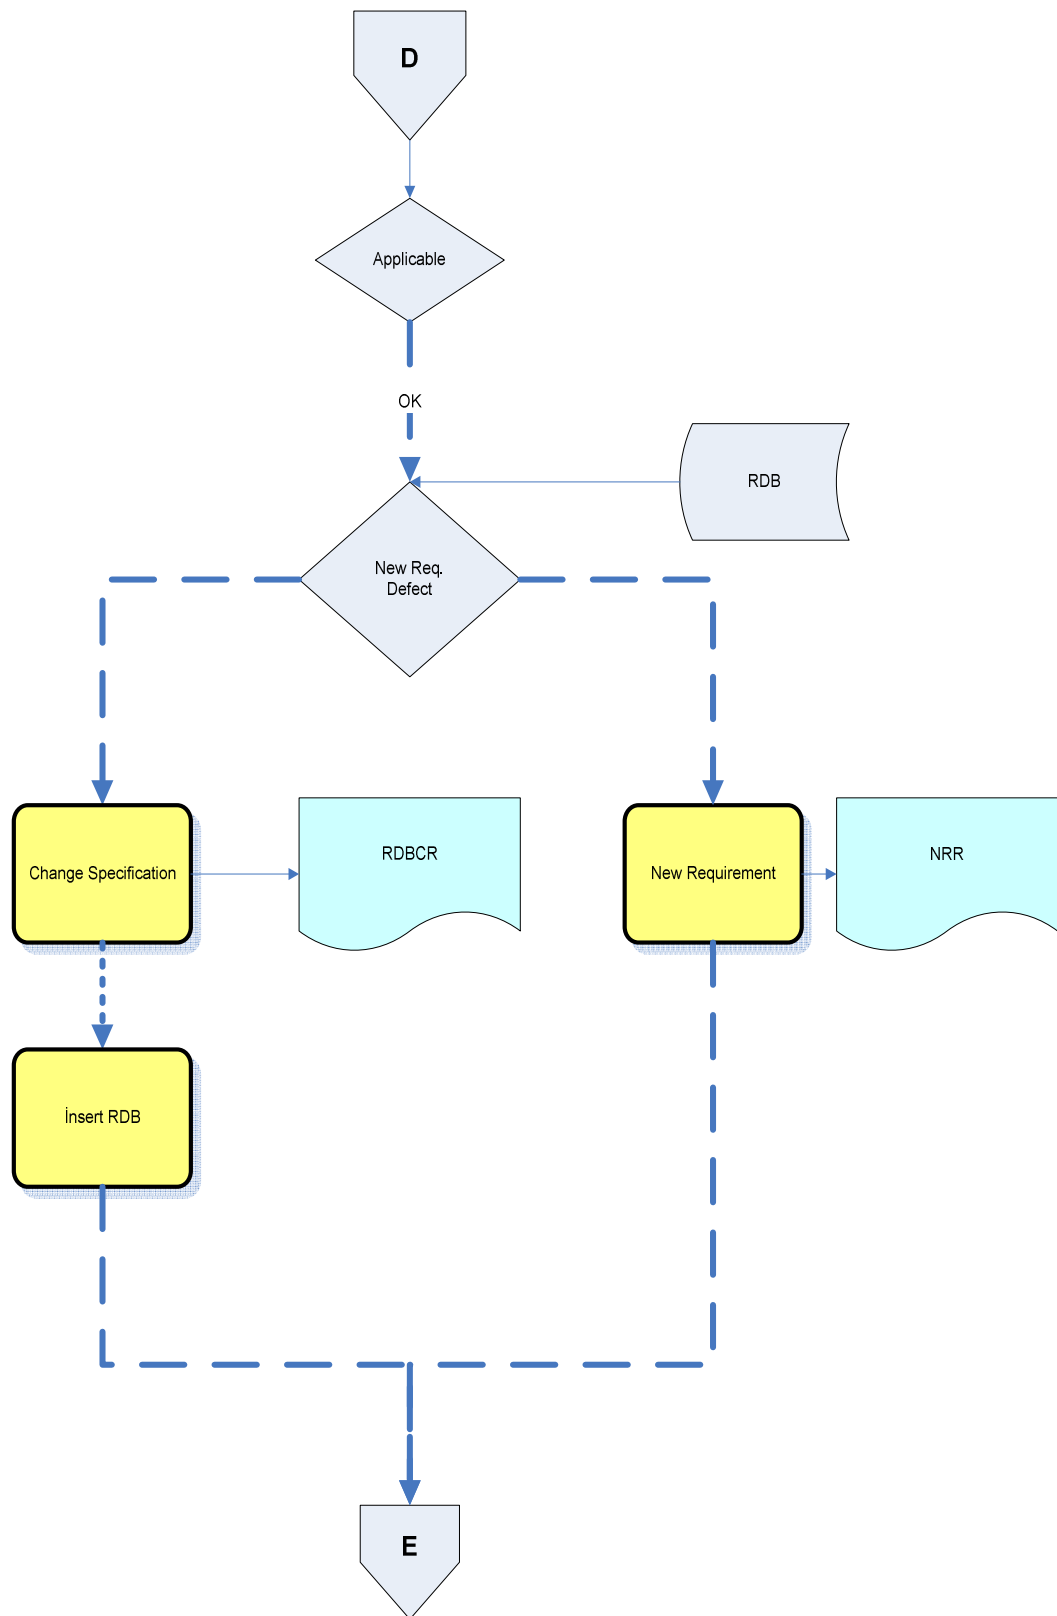 D
Applicable
OK
RDB
New Req.
Defect
Change Specification
RDBCR
New Requirement
NRR
İnsert RDB
E